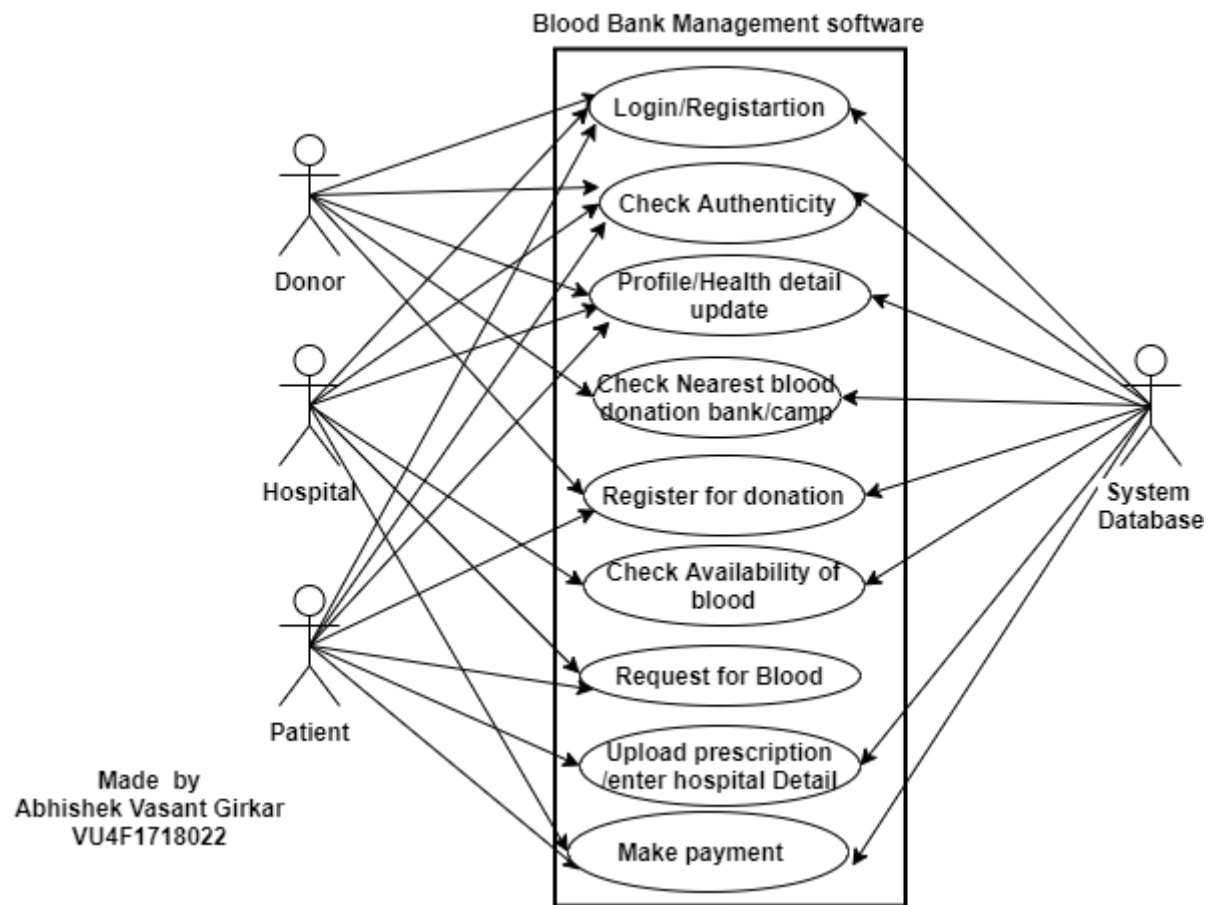 Blood Bank Management software
Login/Registartion
Check Authenticity
Profile/Health detail
update
Check Nearest blood
donation bank/camp
Register for donation
Check Availability of
blood
Request for Blood
Upload prescription
/enter hospital Detail
Make payment
Donor
Hospital
Patient
System
Database
Made by
Abhishek Vasant Girkar
VU4F1718022